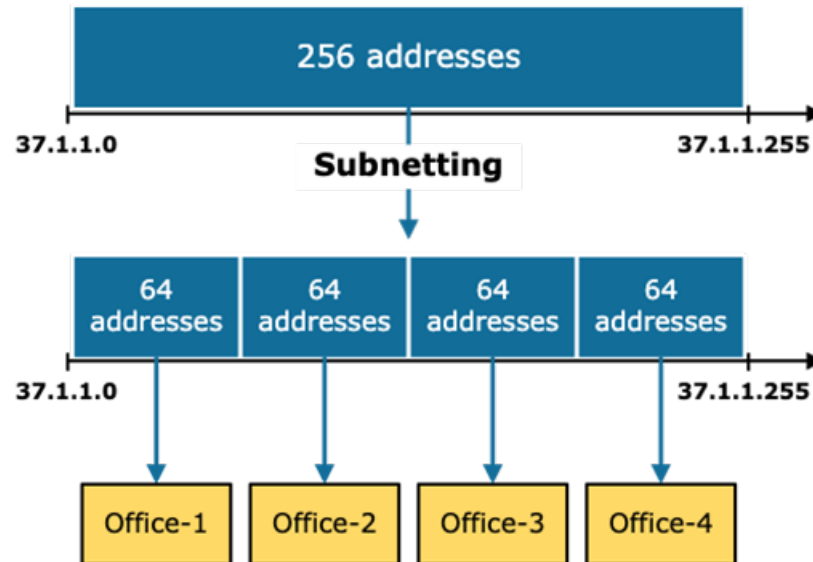 256 addresses
37.1.1.0
37.1.1.255
Subnetting
64
addresses
64
addresses
64
addresses
64
addresses
37.1.1.0
37.1.1.255
Office-1
Office-2
Office-3
Office-4